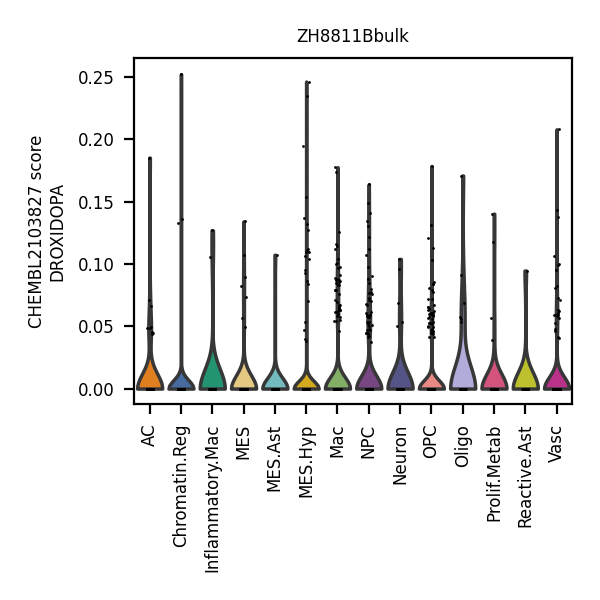 ZH8811Bbulk
CHEMBL2103827 score
DROXIDOPA
0.25
0.20
0.15
0.10
0.05
0.00
AC
Chromatin.Reg
Inflammatory.Mac
MES
MES.Ast
MES.Hyp
Mac
NPC
Neuron
OPC
Oligo
Prolif.Metab
Reactive.Ast
Vasc